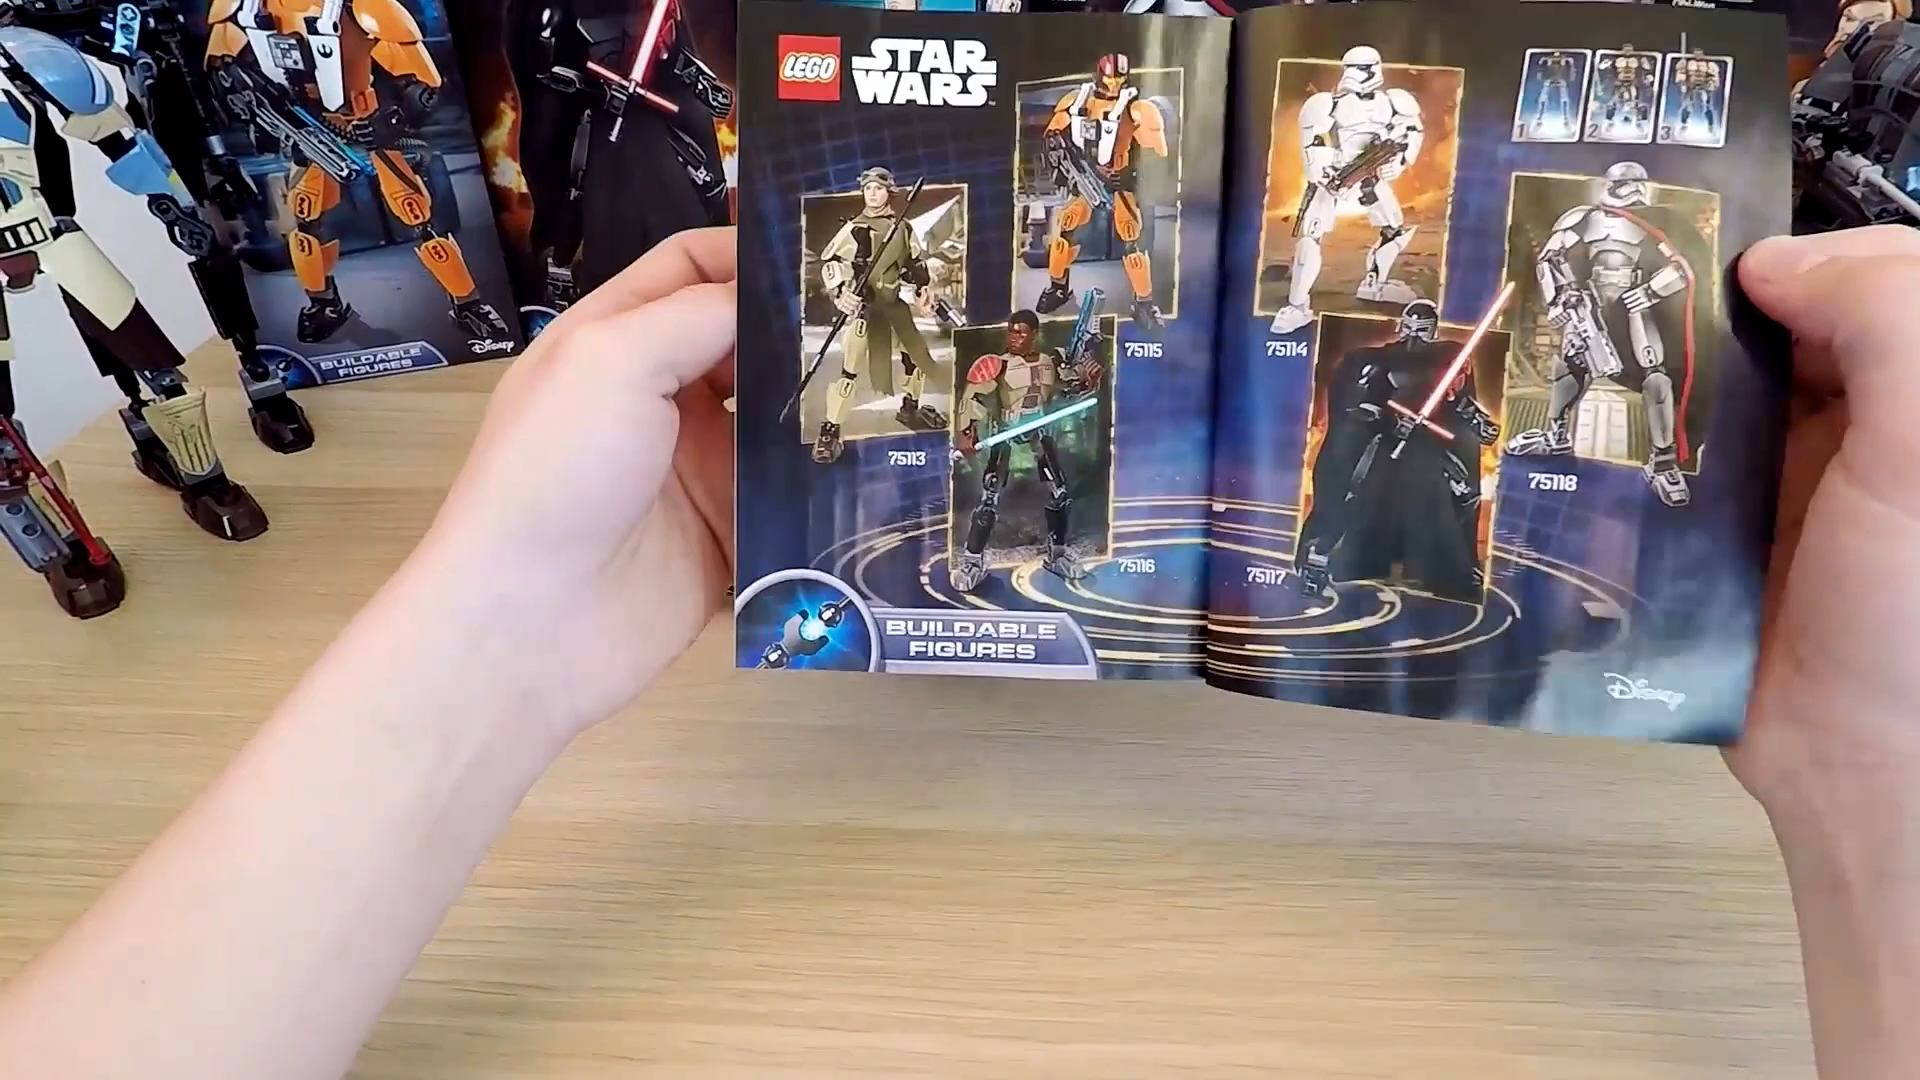 LEGO
STAR
WARS
75113
75115
75116
BUILDABLE
FIGURES
75114
75117
75118
1
2
3
Disney
BUILDABLE
FIGURES
Disney